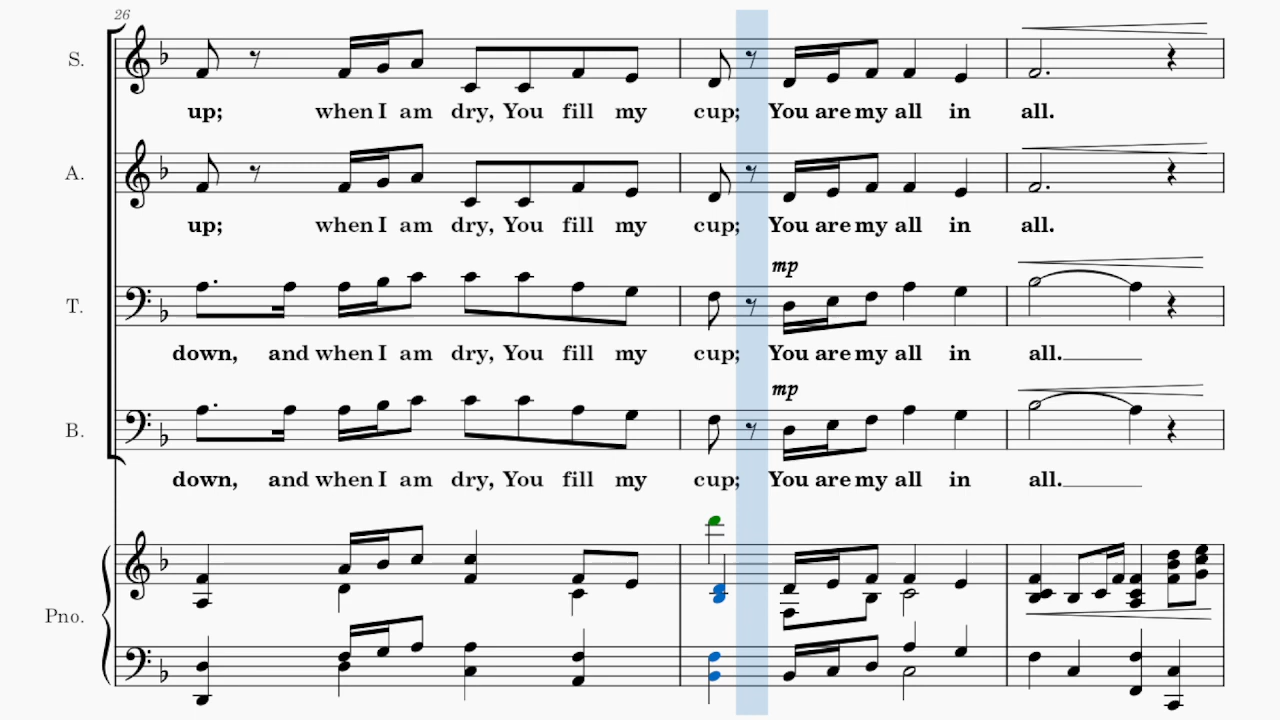 26
S.
up; when I am dry, You fill my cup; You are my all in all.
A.
up; when I am dry, You fill my cup; You are my all in all.
mp
T.
down, and when I am dry, You fill my cup; You are my all in all.
mp
B.
down, and when I am dry, You fill my cup; You are my all in all.
Pno.